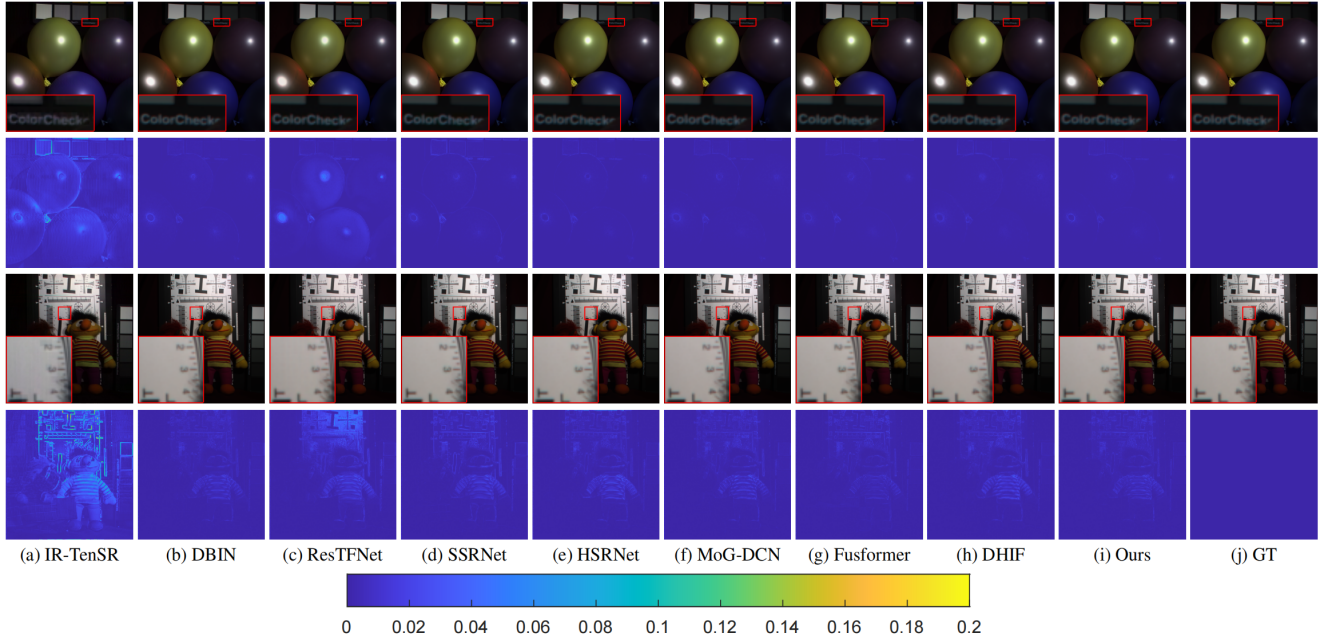 ColorCheck
ColorCheck
ColorCheck
ColorCheck
ColorCheck
ColorCheck
ColorCheck
ColorCheck
ColorCheck
ColorCheck
(a) IR-TenSR (b) DBIN (c) ResTFNet (d) SSRNet (e) HSRNet (f) MoG-DCN (g) Fusformer (h) DHIF (i) Ours (j) GT
0 0.02 0.04 0.06 0.08 0.1 0.12 0.14 0.16 0.18 0.2